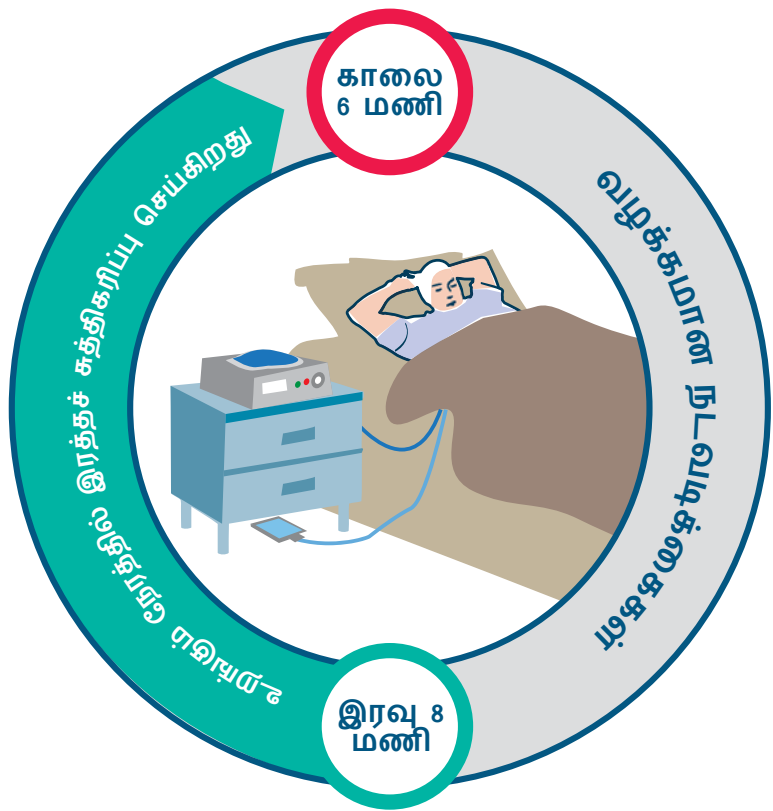 காலை
6 மணி
வழக்கமான நடவடிக்கைகள்
இரவு 8
மணி
உறங்கும் நேரத்தில் இரத்தச் சுத்திகரிப்பு செய்கிறது